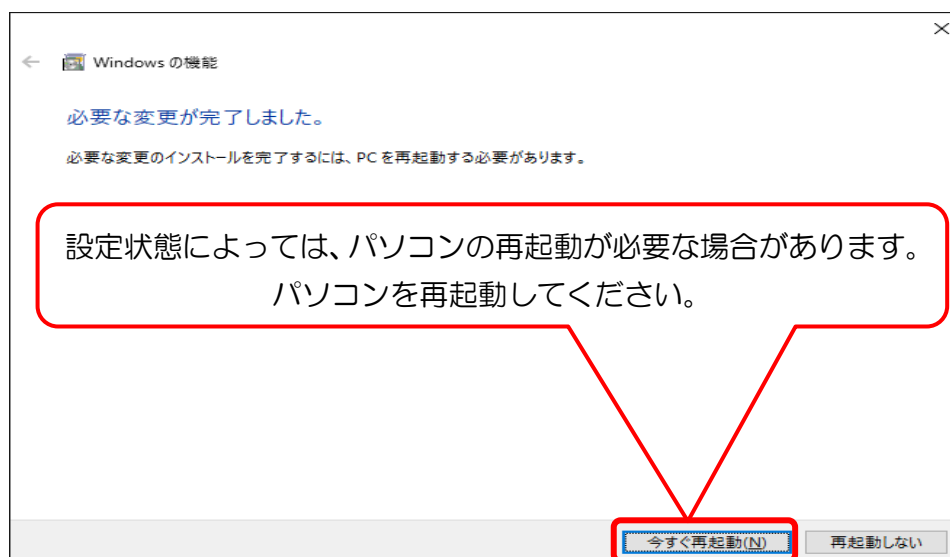 Windows の機能
必要な変更が完了しました。
必要な変更のインストールを完了するには、PC を再起動する必要があります。
設定状態によっては、パソコンの再起動が必要な場合があります。
パソコンを再起動してください。
今すぐ再起動(N) 再起動しない